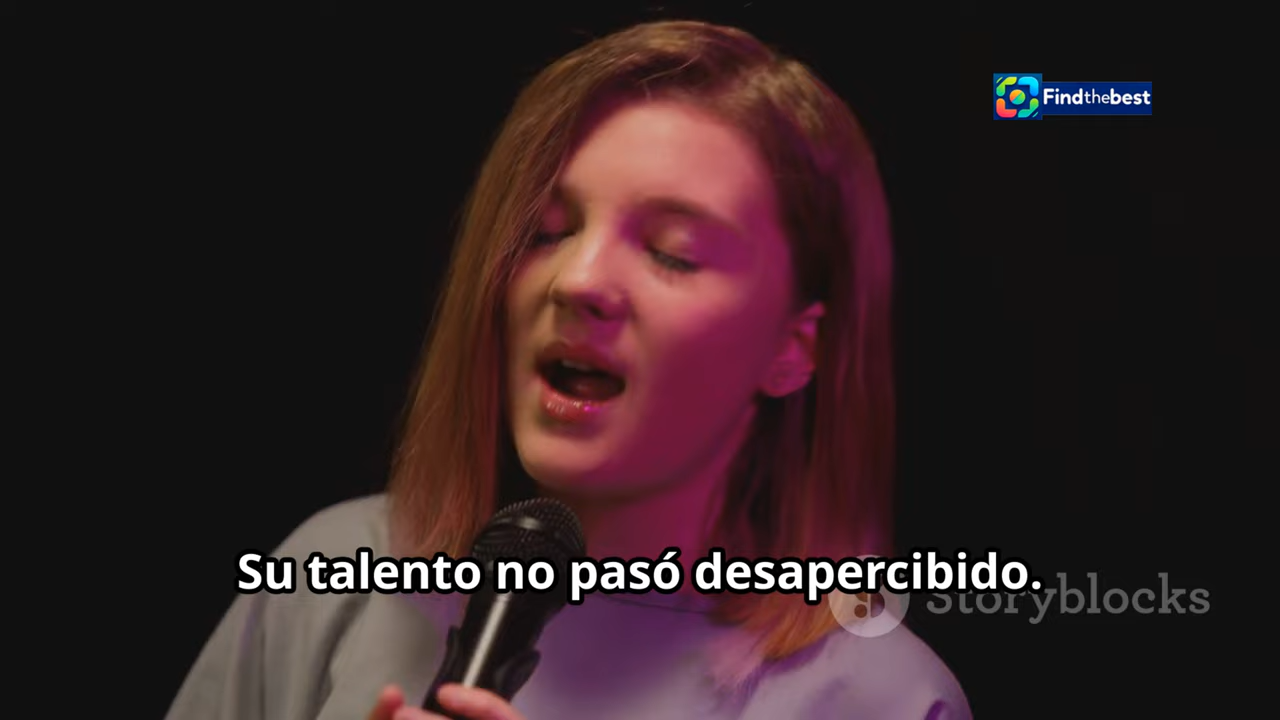 Findthebest
Su talento no pasó desapercibido.
Storyblocks